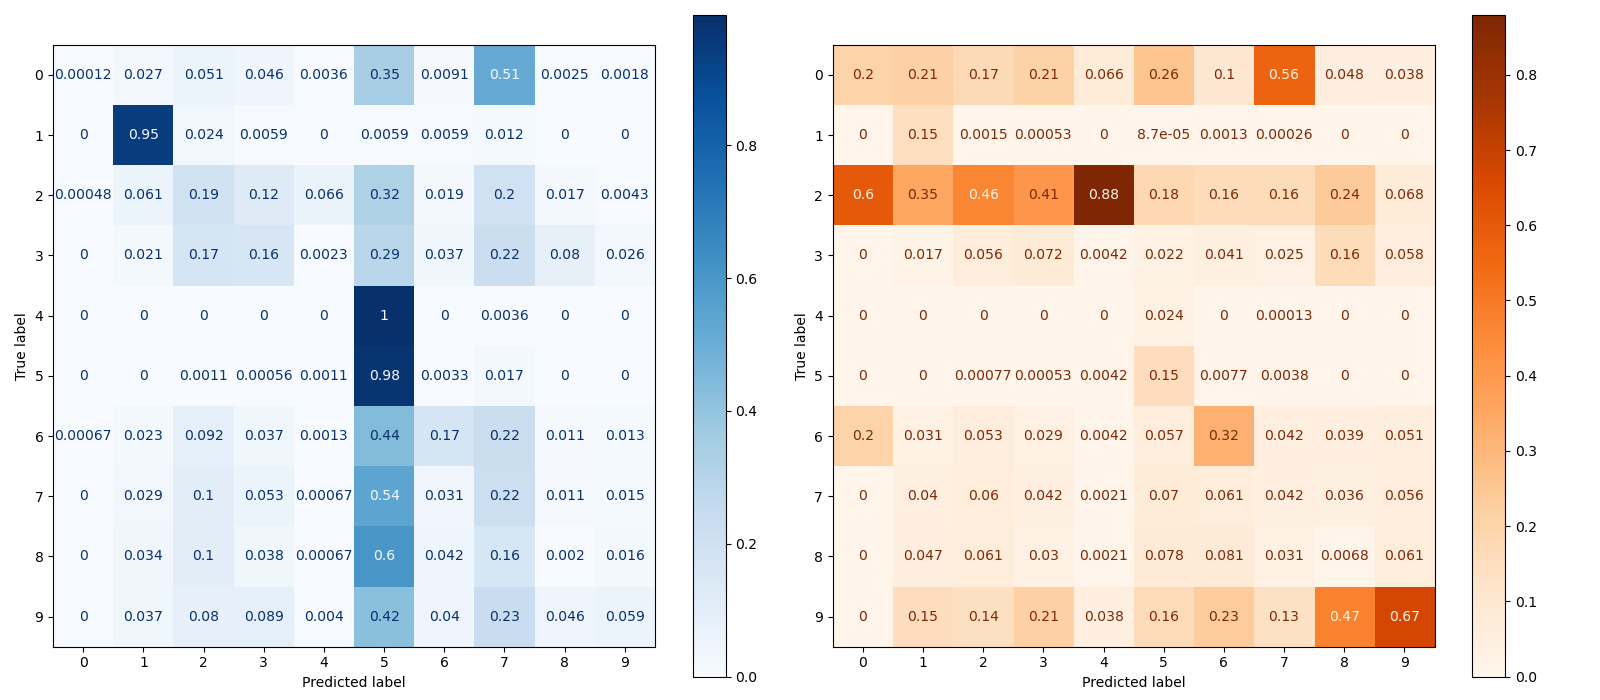 0 0.00012 0.027 0.051 0.046 0.0036 0.35 0.0091 0.51 0.0025 0.0018
1 0 0.95 0.024 0.0059 0 0.0059 0.0059 0.012 0 0
2 0.00048 0.061 0.19 0.12 0.066 0.32 0.019 0.2 0.017 0.0043
3 0 0.021 0.17 0.16 0.0023 0.29 0.037 0.22 0.08 0.026
4 0 0 0 0 0 1 0 0.0036 0 0
5 0 0 0.0011 0.00056 0.0011 0.98 0.0033 0.017 0 0
6 0.00067 0.023 0.092 0.037 0.0013 0.44 0.17 0.22 0.011 0.013
7 0 0.029 0.1 0.053 0.00067 0.54 0.031 0.22 0.011 0.015
8 0 0.034 0.1 0.038 0.00067 0.6 0.042 0.16 0.002 0.016
9 0 0.037 0.08 0.089 0.004 0.42 0.04 0.23 0.046 0.059
0 1 2 3 4 5 6 7 8 9
Predicted label
True label
0.8
0.6
0.4
0.2
0.0
0 0.2 0.21 0.17 0.21 0.066 0.26 0.1 0.56 0.048 0.038
1 0 0.15 0.0015 0.00053 0 8.7e-05 0.0013 0.00026 0 0
2 0.6 0.35 0.46 0.41 0.88 0.18 0.16 0.16 0.24 0.068
3 0 0.017 0.056 0.072 0.0042 0.022 0.041 0.025 0.16 0.058
4 0 0 0 0 0 0.024 0 0.00013 0 0
5 0 0 0.00077 0.00053 0.0042 0.15 0.0077 0.0038 0 0
6 0.2 0.031 0.053 0.029 0.0042 0.057 0.32 0.042 0.039 0.051
7 0 0.04 0.06 0.042 0.0021 0.07 0.061 0.042 0.036 0.056
8 0 0.047 0.061 0.03 0.0021 0.078 0.081 0.031 0.0068 0.061
9 0 0.15 0.14 0.21 0.038 0.16 0.23 0.13 0.47 0.67
0 1 2 3 4 5 6 7 8 9
Predicted label
True label
0.8
0.7
0.6
0.5
0.4
0.3
0.2
0.1
0.0